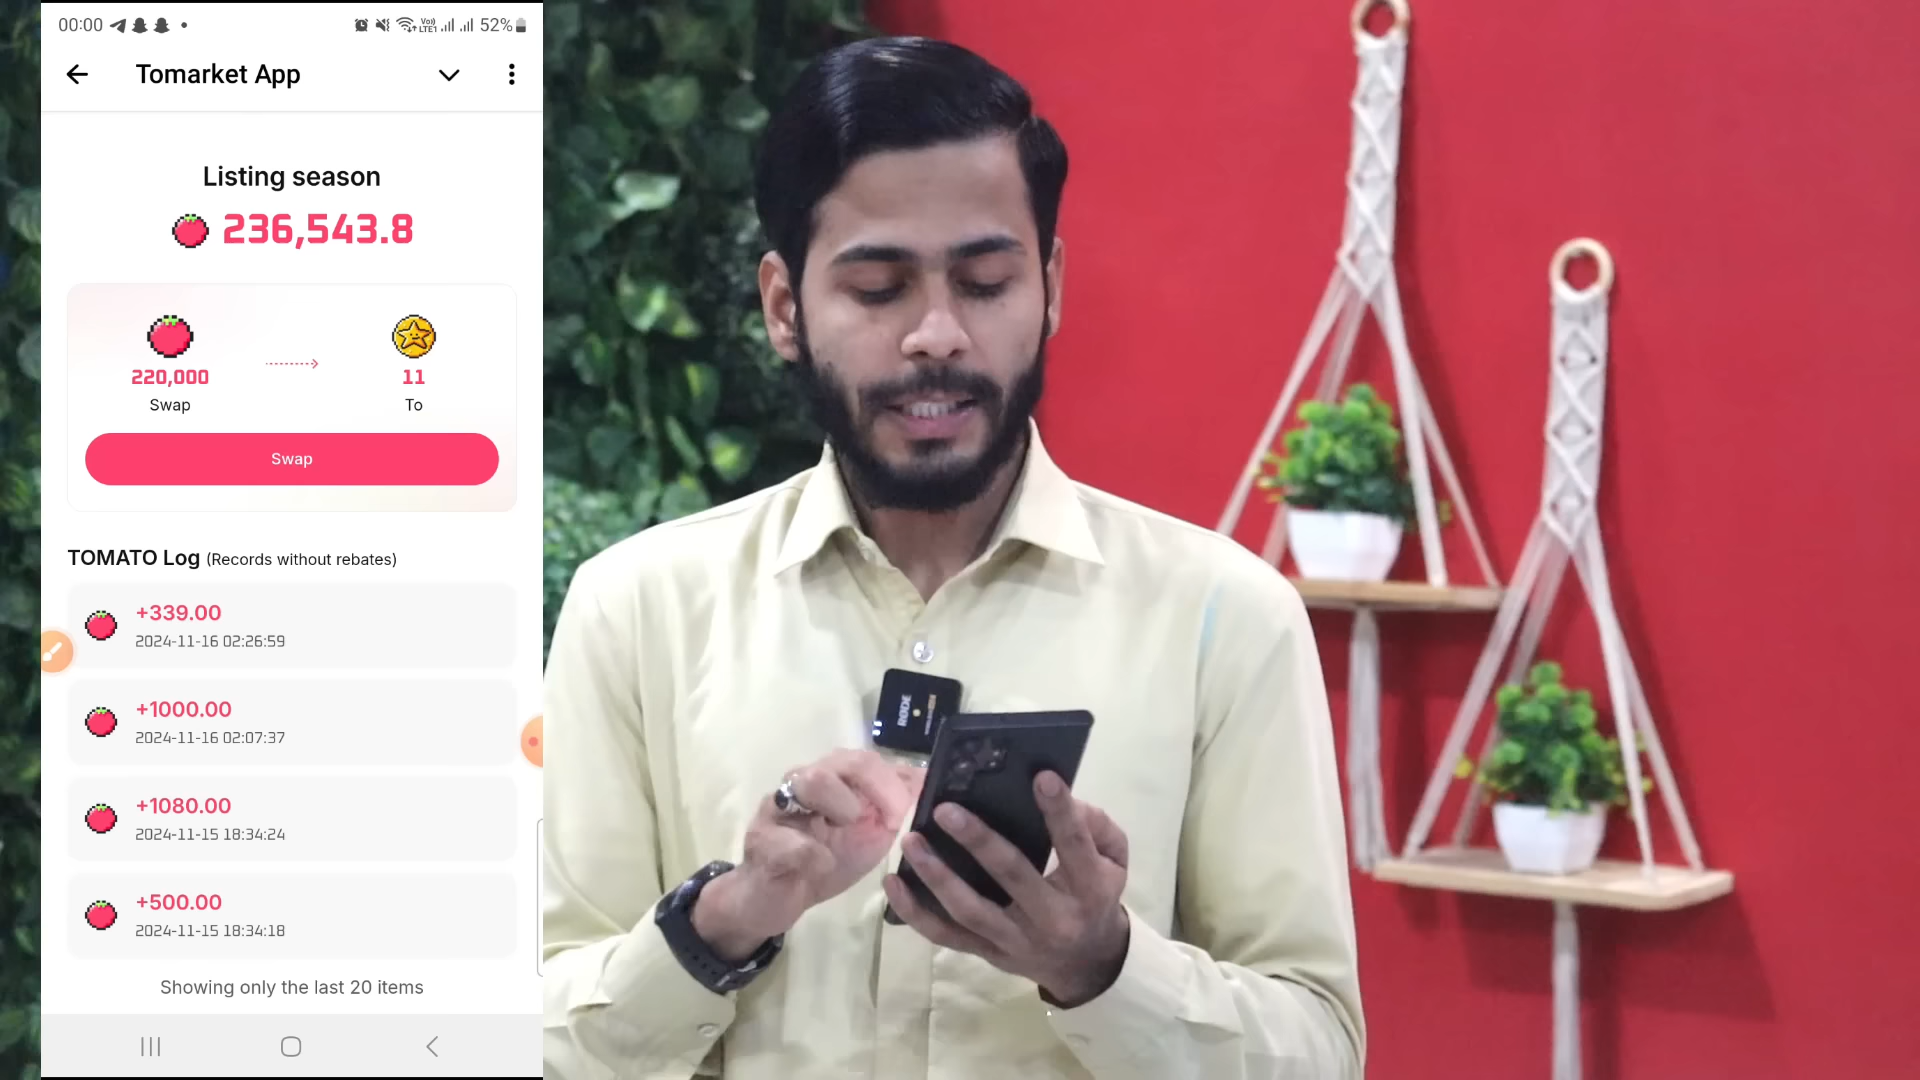 00:00
Vo))
LTE1
52%
Tomarket App
Listing season
236,543.8
220,000
11
Swap
To
Swap
TOMATO Log (Records without rebates)
+339.00
2024-11-16 02:26:59
+1000.00
2024-11-16 02:07:37
+1080.00
2024-11-15 18:34:24
+500.00
2024-11-15 18:34:18
Showing only the last 20 items
RØDE